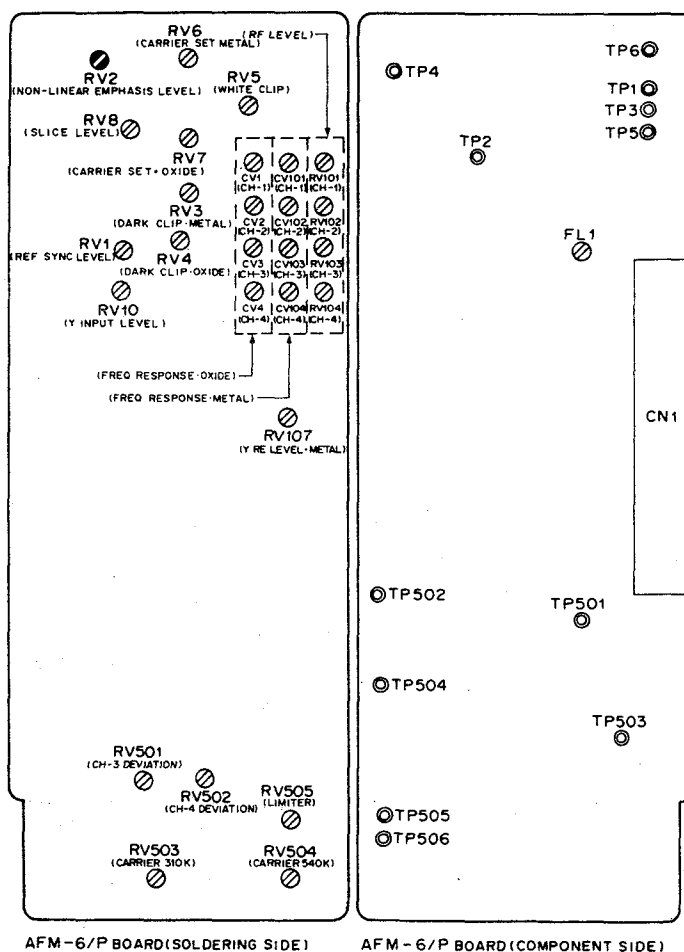 RV6
(CARRIER SET METAL)
(RF LEVEL)
RV2
(NON-LINEAR EMPHASIS LEVEL)
RV5
(WHITE CLIP)
RV8
(SLICE LEVEL)
RV7
(CARRIER SET·OXIDE)
CV1
(CH-1)
CV101
(CH-1)
RV101
(CH-1)
RV3
(DARK CLIP·METAL)
CV2
(CH-2)
CV102
(CH-2)
RV102
(CH-2)
RV1
(REF SYNC LEVEL)
RV4
(DARK CLIP·OXIDE)
CV3
(CH-3)
CV103
(CH-3)
RV103
(CH-3)
RV10
(Y INPUT LEVEL)
CV4
(CH-4)
CV104
(CH-4)
RV104
(CH-4)
(FREQ RESPONSE·OXIDE)
(FREQ RESPONSE·METAL)
RV107
(Y RE LEVEL·METAL)
RV501
(CH-3 DEVIATION)
RV502
(CH-4 DEVIATION)
RV505
(LIMITER)
RV503
(CARRIER 310K)
RV504
(CARRIER 540K)
AFM-6/P BOARD (SOLDERING SIDE)
TP6
TP4
TP1
TP3
TP5
TP2
FL1
CN1
TP502
TP501
TP504
TP503
TP505
TP506
AFM-6/P BOARD (COMPONENT SIDE)